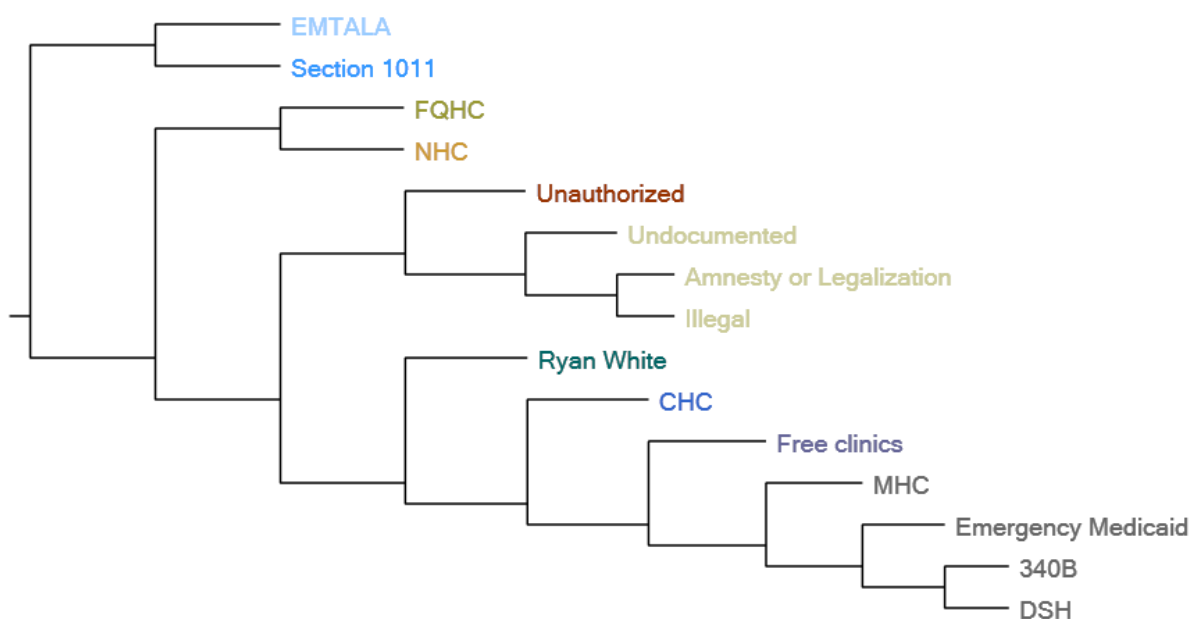 EMTALA
Section 1011
FQHC
NHC
Unauthorized
Undocumented
Amnesty or Legalization
Illegal
Ryan White
CHC
Free clinics
MHC
Emergency Medicaid
340B
DSH